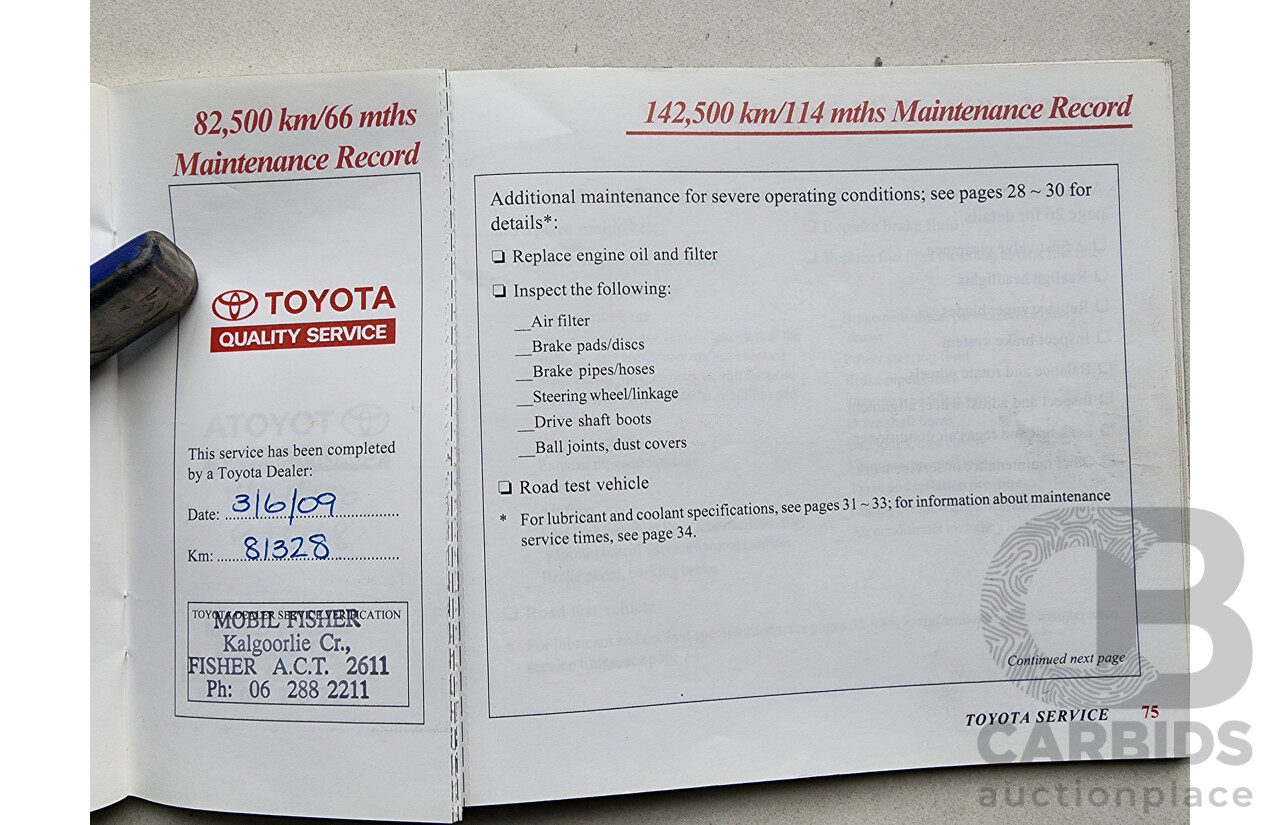 82,500 km/66 mths
Maintenance Record
TOYOTA
QUALITY SERVICE
This service has been completed
by a Toyota Dealer:
Date: 3/6/09
Km: 81328
TOYOTA DEALER SERVICE VERIFICATION
MOBIL FISHER
Kalgoorlie Cr.,
FISHER A.C.T. 2611
Ph: 06 288 2211
142,500 km/114 mths Maintenance Record
Additional maintenance for severe operating conditions; see pages 28 ~ 30 for
details*:
❏ Replace engine oil and filter
❏ Inspect the following:
__Air filter
__Brake pads/discs
__Brake pipes/hoses
__Steering wheel/linkage
__Drive shaft boots
__Ball joints, dust covers
❏ Road test vehicle
* For lubricant and coolant specifications, see pages 31 ~ 33; for information about maintenance
service times, see page 34.
Continued next page
TOYOTA SERVICE 75
CB
CARBIDS
auctionplace